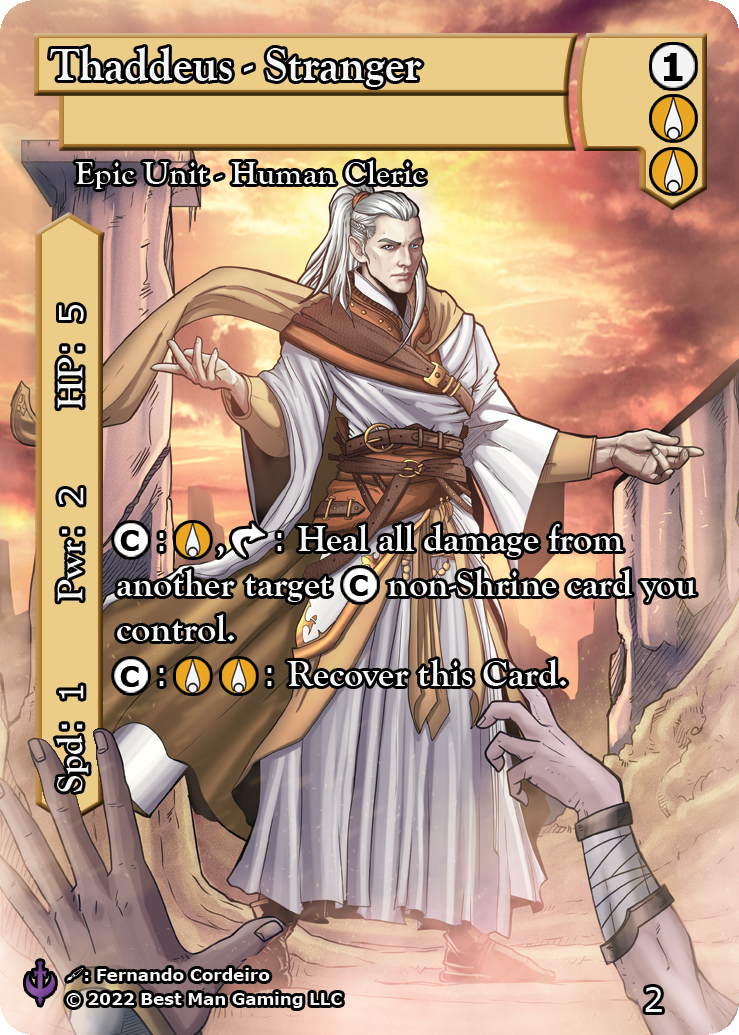 Thaddeus - Stranger
1
Epic Unit - Human Cleric
HP: 5
Pwr: 2
Spd: 1
C : , : Heal all damage from
another target C non-Shrine card you
control.
C : : Recover this Card.
: Fernando Cordeiro
© 2022 Best Man Gaming LLC
2